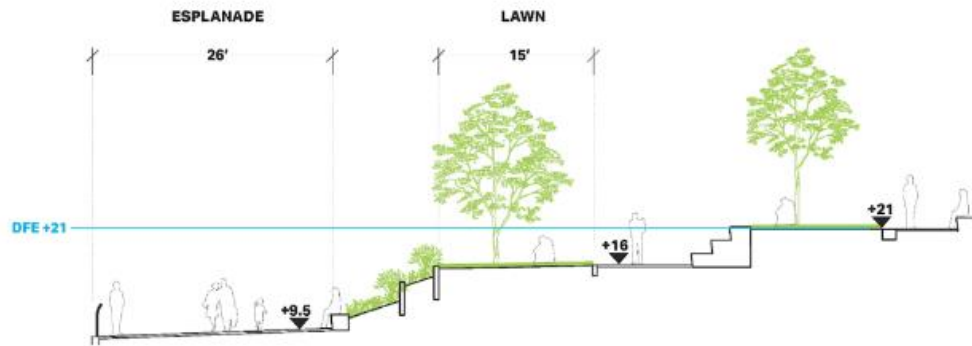 ESPLANADE
LAWN
26'
15'
DFE +21
+21
+16
+9.5